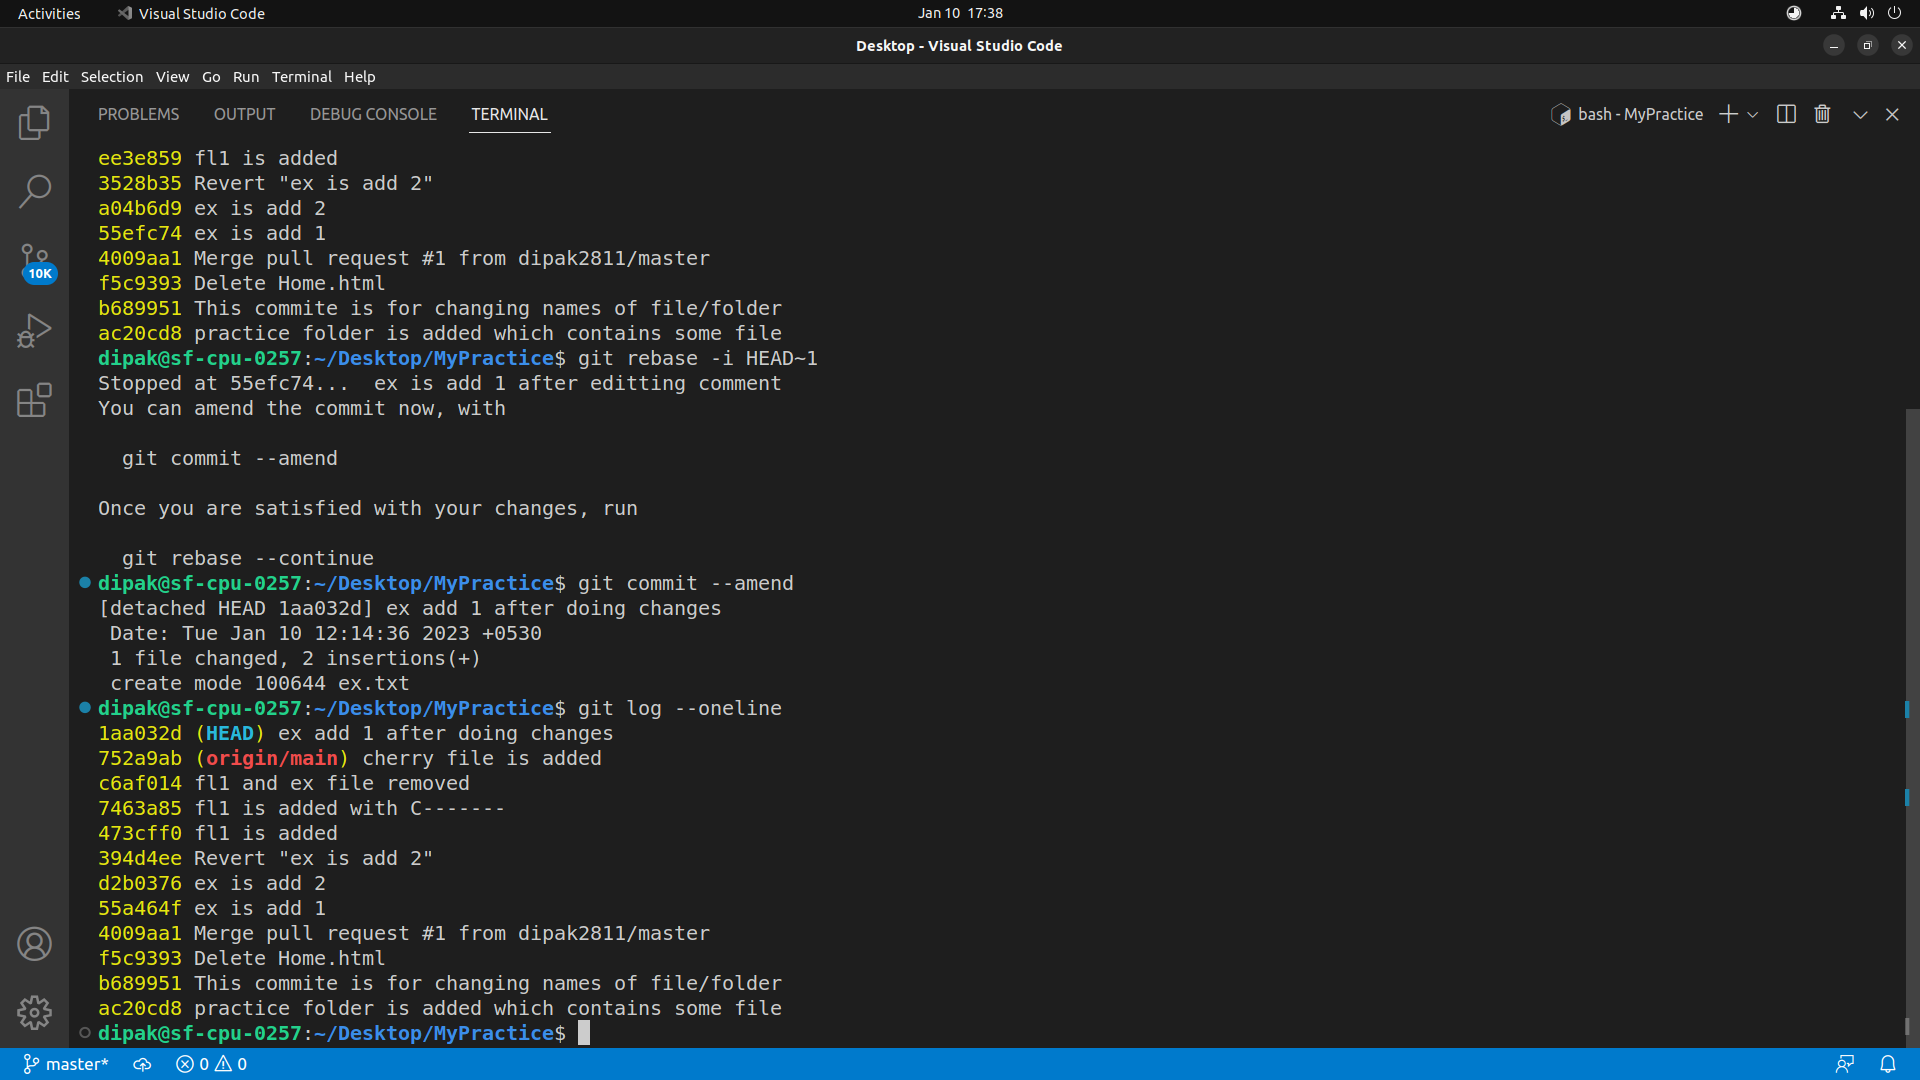 Activities
Visual Studio Code
Jan 10 17:38
Desktop - Visual Studio Code
File Edit Selection View Go Run Terminal Help
PROBLEMS OUTPUT DEBUG CONSOLE TERMINAL
bash - MyPractice
ee3e859 fl1 is added
3528b35 Revert "ex is add 2"
a04b6d9 ex is add 2
55efc74 ex is add 1
4009aa1 Merge pull request #1 from dipak2811/master
f5c9393 Delete Home.html
b689951 This commite is for changing names of file/folder
ac20cd8 practice folder is added which contains some file
dipak@sf-cpu-0257:~/Desktop/MyPractice$ git rebase -i HEAD~1
Stopped at 55efc74...  ex is add 1 after editting comment
You can amend the commit now, with
git commit --amend
Once you are satisfied with your changes, run
git rebase --continue
dipak@sf-cpu-0257:~/Desktop/MyPractice$ git commit --amend
[detached HEAD 1aa032d] ex add 1 after doing changes
Date: Tue Jan 10 12:14:36 2023 +0530
1 file changed, 2 insertions(+)
create mode 100644 ex.txt
dipak@sf-cpu-0257:~/Desktop/MyPractice$ git log --oneline
1aa032d (HEAD) ex add 1 after doing changes
752a9ab (origin/main) cherry file is added
c6af014 fl1 and ex file removed
7463a85 fl1 is added with C-------
473cff0 fl1 is added
394d4ee Revert "ex is add 2"
d2b0376 ex is add 2
55a464f ex is add 1
4009aa1 Merge pull request #1 from dipak2811/master
f5c9393 Delete Home.html
b689951 This commite is for changing names of file/folder
ac20cd8 practice folder is added which contains some file
dipak@sf-cpu-0257:~/Desktop/MyPractice$
10K
master* 0 0